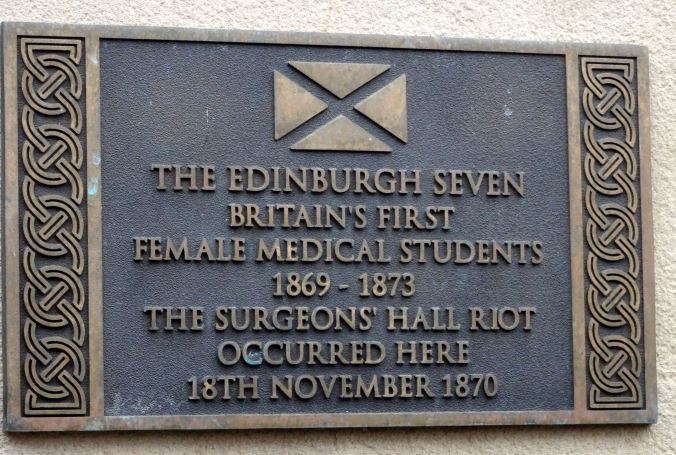 THE EDINBURGH SEVEN
BRITAIN'S FIRST
FEMALE MEDICAL STUDENTS
1869 - 1873
THE SURGEONS' HALL RIOT
OCCURRED HERE
18TH NOVEMBER 1870